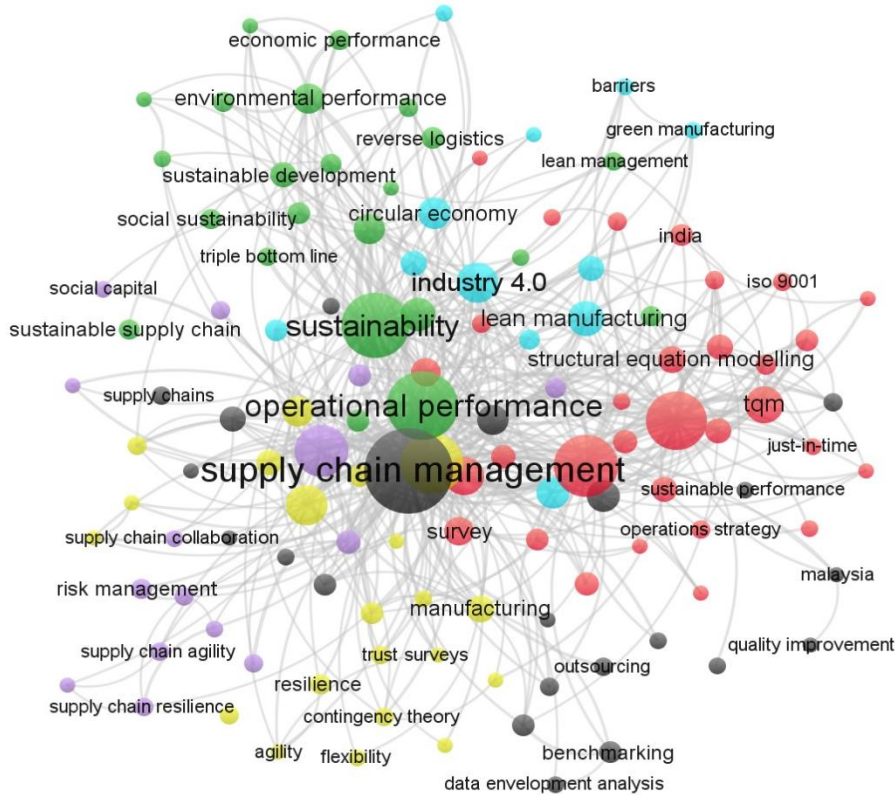 economic performance
barriers
environmental performance
green manufacturing
reverse logistics
lean management
sustainable development
circular economy
social sustainability
india
triple bottom line
industry 4.0
iso 9001
social capital
sustainability
lean manufacturing
sustainable supply chain
structural equation modelling
supply chains
operational performance
tqm
just-in-time
supply chain management
sustainable performance
survey
operations strategy
supply chain collaboration
malaysia
risk management
manufacturing
quality improvement
supply chain agility
trust surveys
outsourcing
resilience
supply chain resilience
contingency theory
agility
flexibility
benchmarking
data envelopment analysis